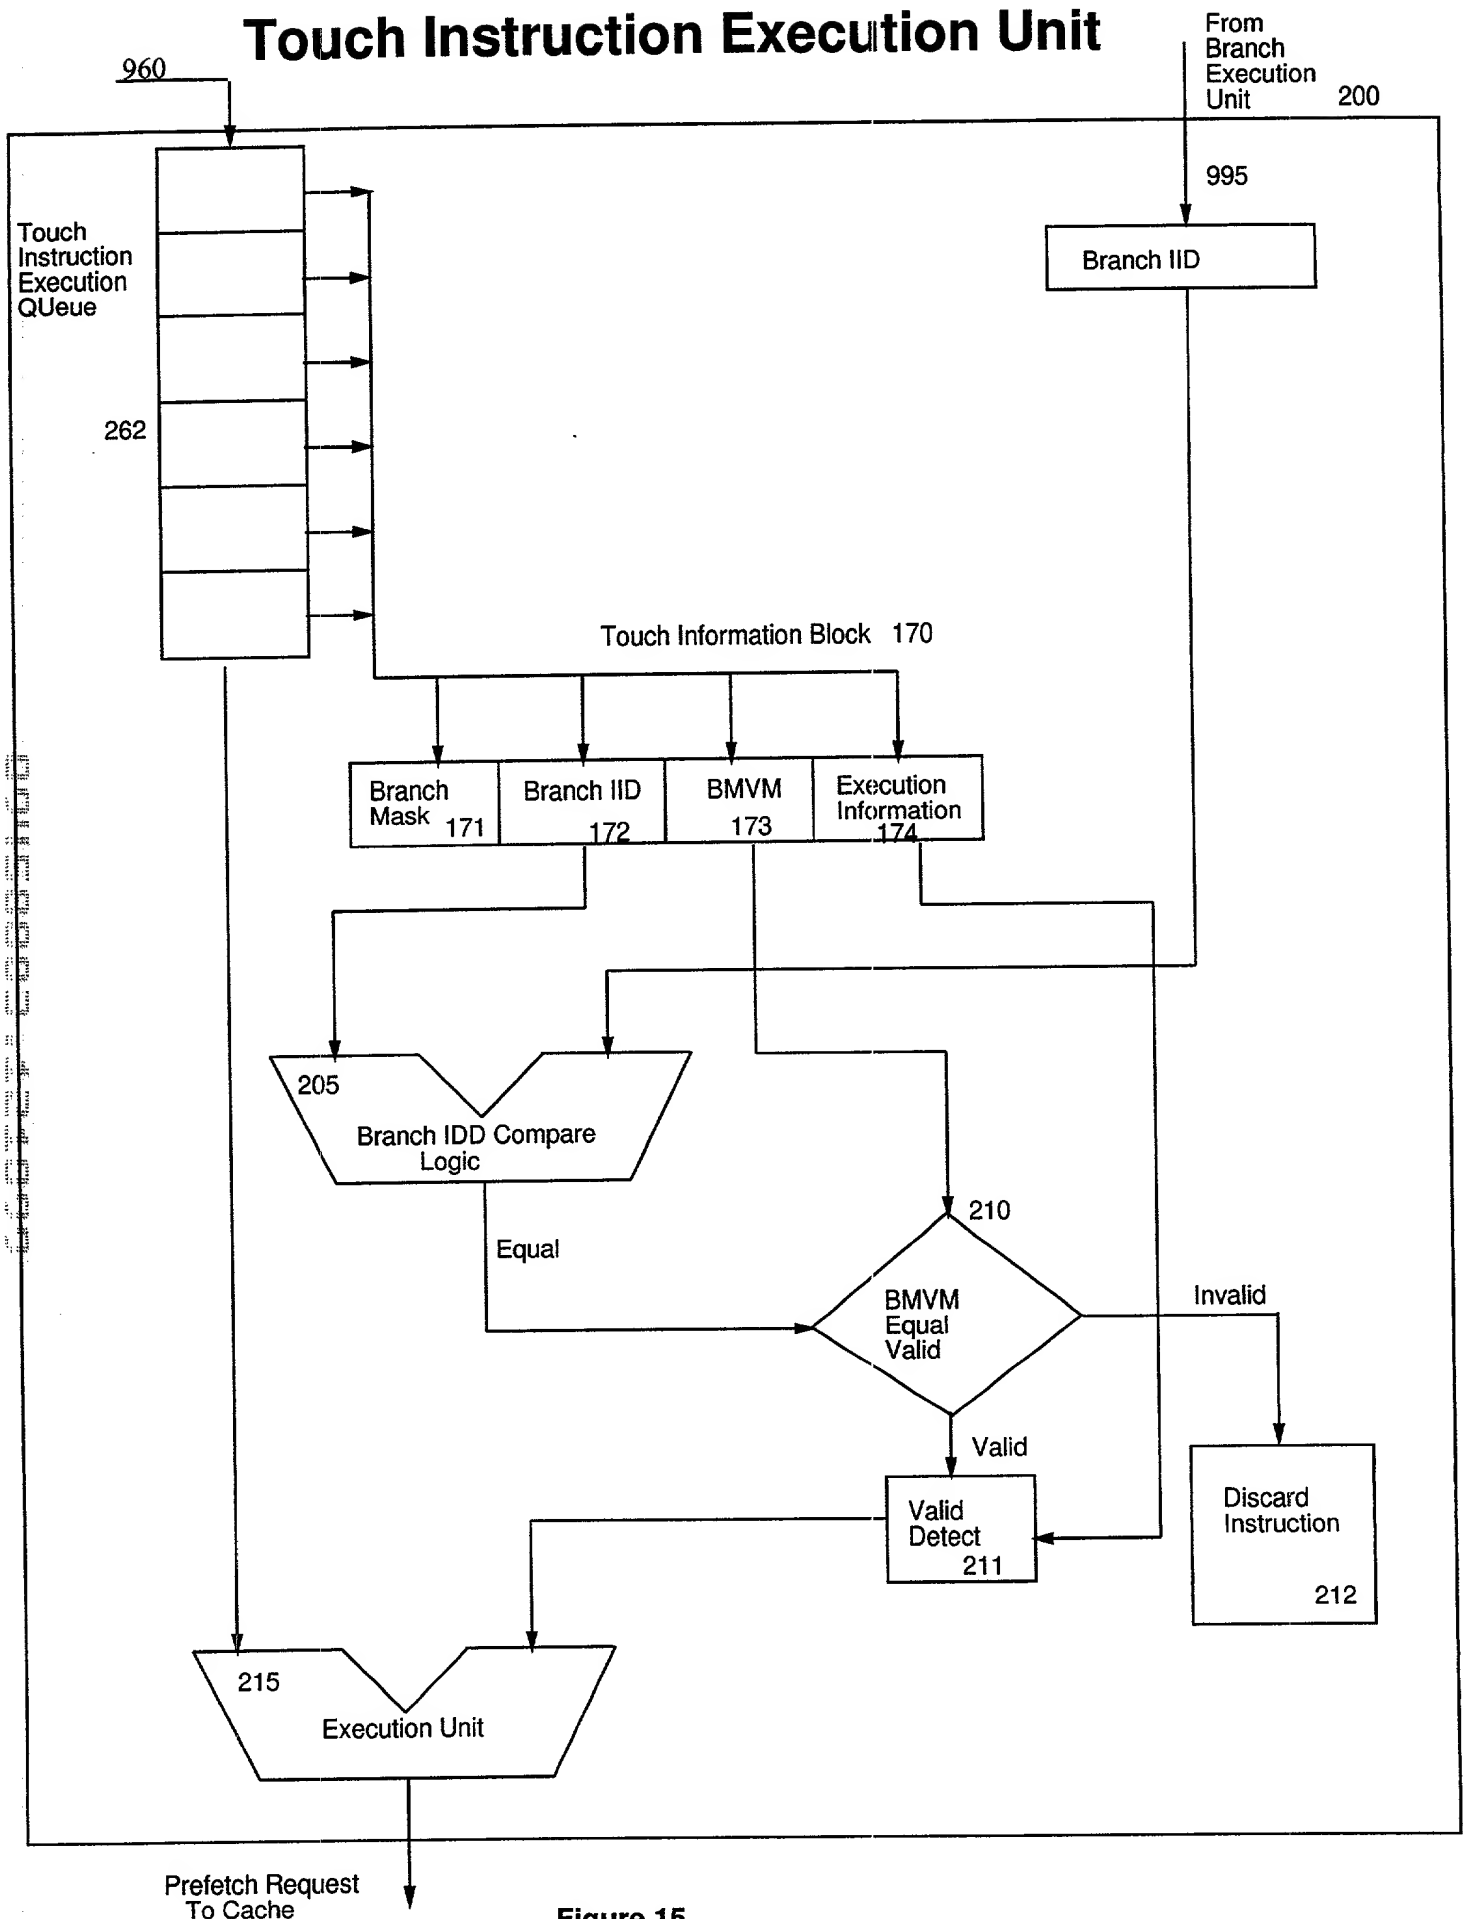 Touch Instruction Execution Unit
From
Branch
Execution
Unit
200
960
995
Touch
Instruction
Execution
QUeue
Branch IID
262
Touch Information Block 170
Branch
Mask 171
Branch IID
172
BMVM
173
Execution
Information
174
205
Branch IDD Compare
Logic
Equal
210
BMVM
Equal
Valid
Invalid
Valid
Valid
Detect
211
Discard
Instruction
212
215
Execution Unit
Prefetch Request
To Cache
Figure 15